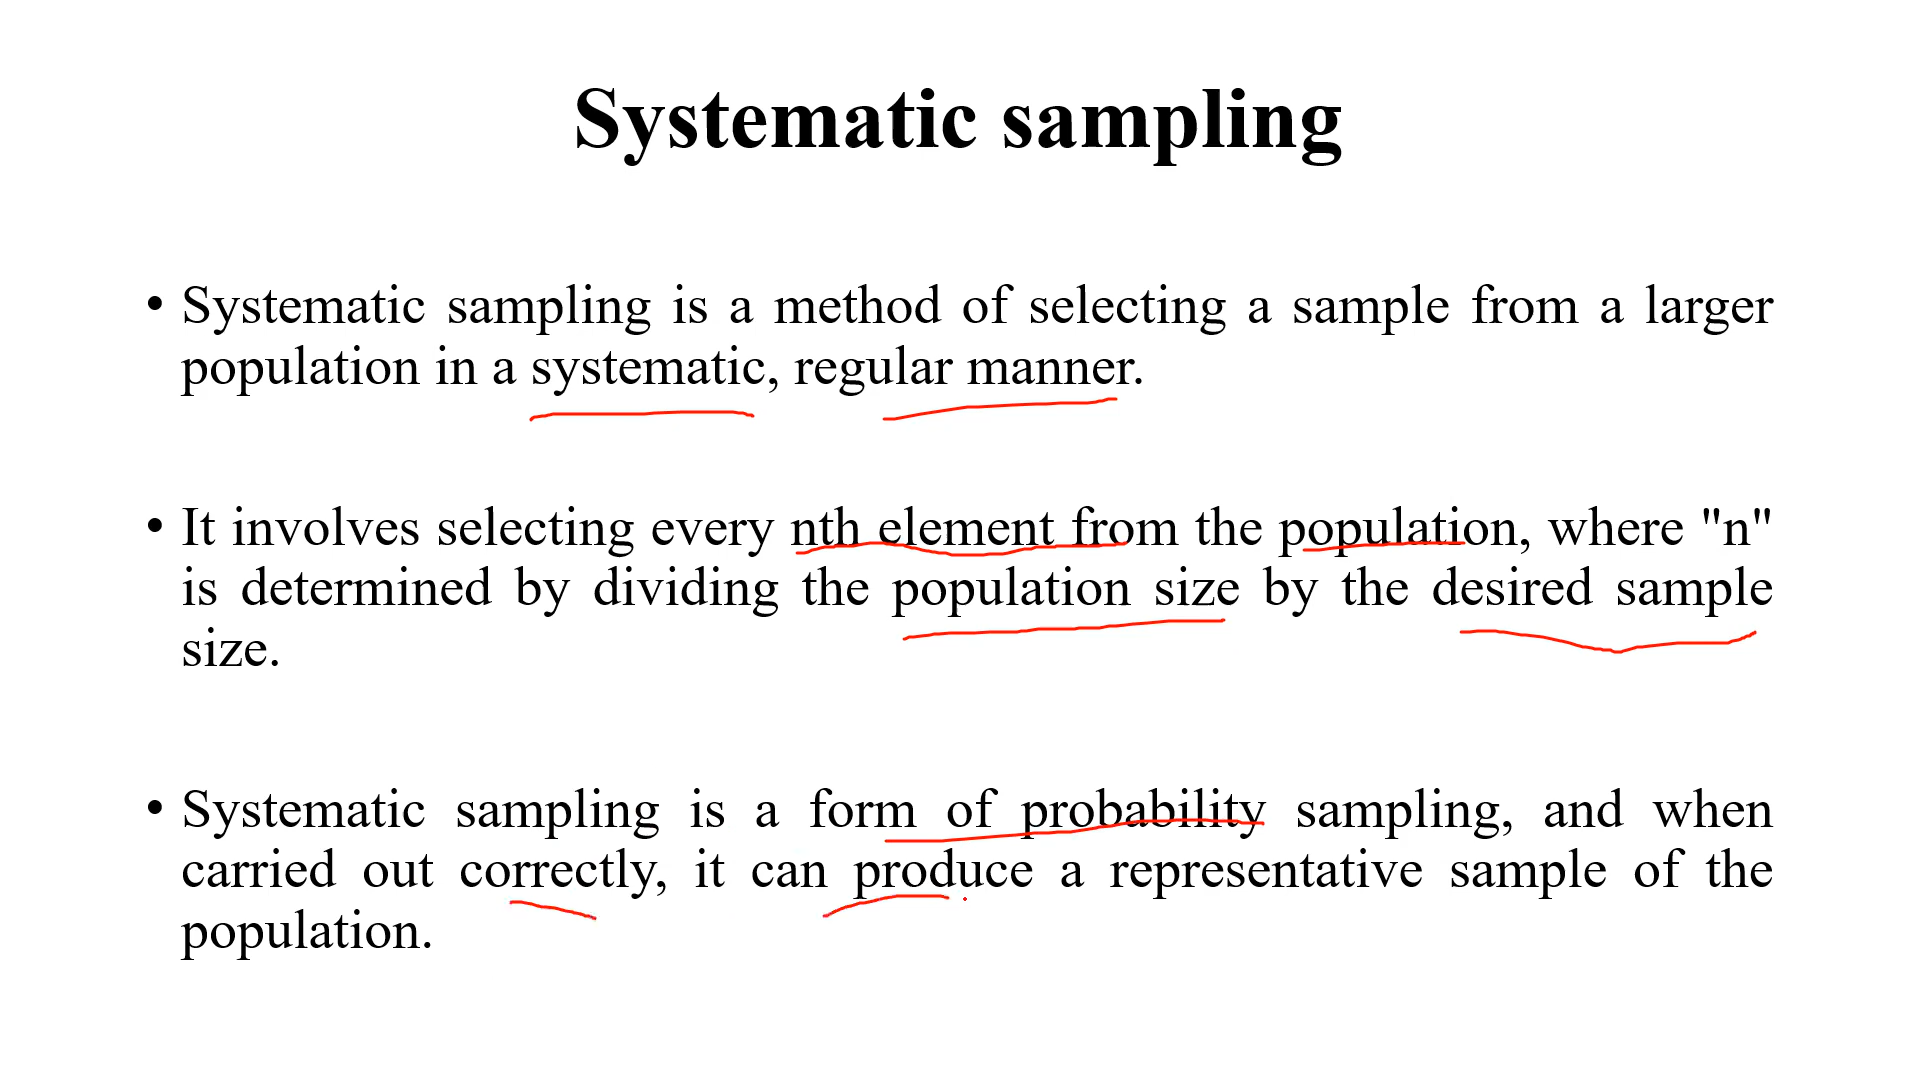 Systematic sampling
• Systematic sampling is a method of selecting a sample from a larger
population in a systematic, regular manner.
• It involves selecting every nth element from the population, where "n"
is determined by dividing the population size by the desired sample
size.
• Systematic sampling is a form of probability sampling, and when
carried out correctly, it can produce a representative sample of the
population.